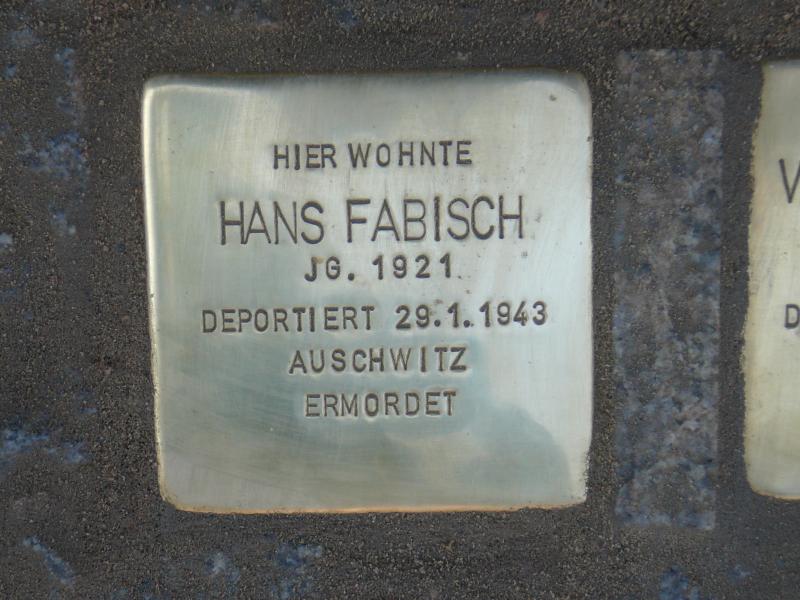 HIER WOHNTE
HANS FABISCH
JG. 1921
DEPORTIERT 29.1.1943
AUSCHWITZ
ERMORDET